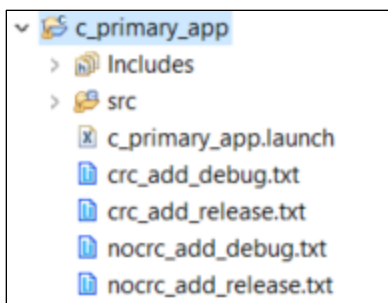 c_primary_app
Includes
src
c_primary_app.launch
crc_add_debug.txt
crc_add_release.txt
nocrc_add_debug.txt
nocrc_add_release.txt